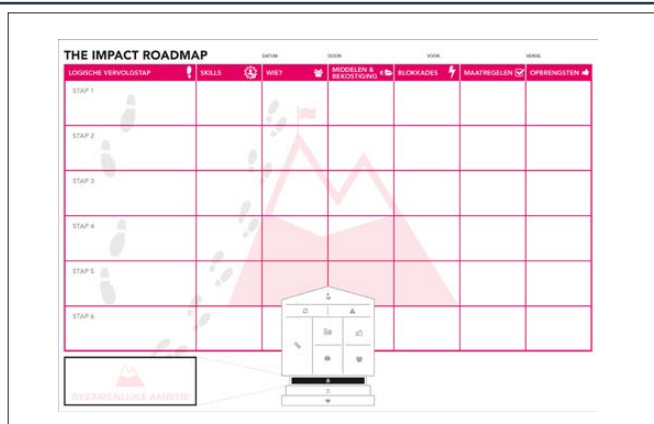 THE IMPACT ROADMAP
DATUM: DOOR: VOOR: VERSIE:
LOGISCHE VERVOLGSTAP SKILLS WIE? MIDDELEN & BEKOSTIGING BLOKKADES MAATREGELEN OPBRENGSTEN
STAP 1
STAP 2
STAP 3
STAP 4
STAP 5
STAP 6
GEZAMENLIJKE AMBITIE